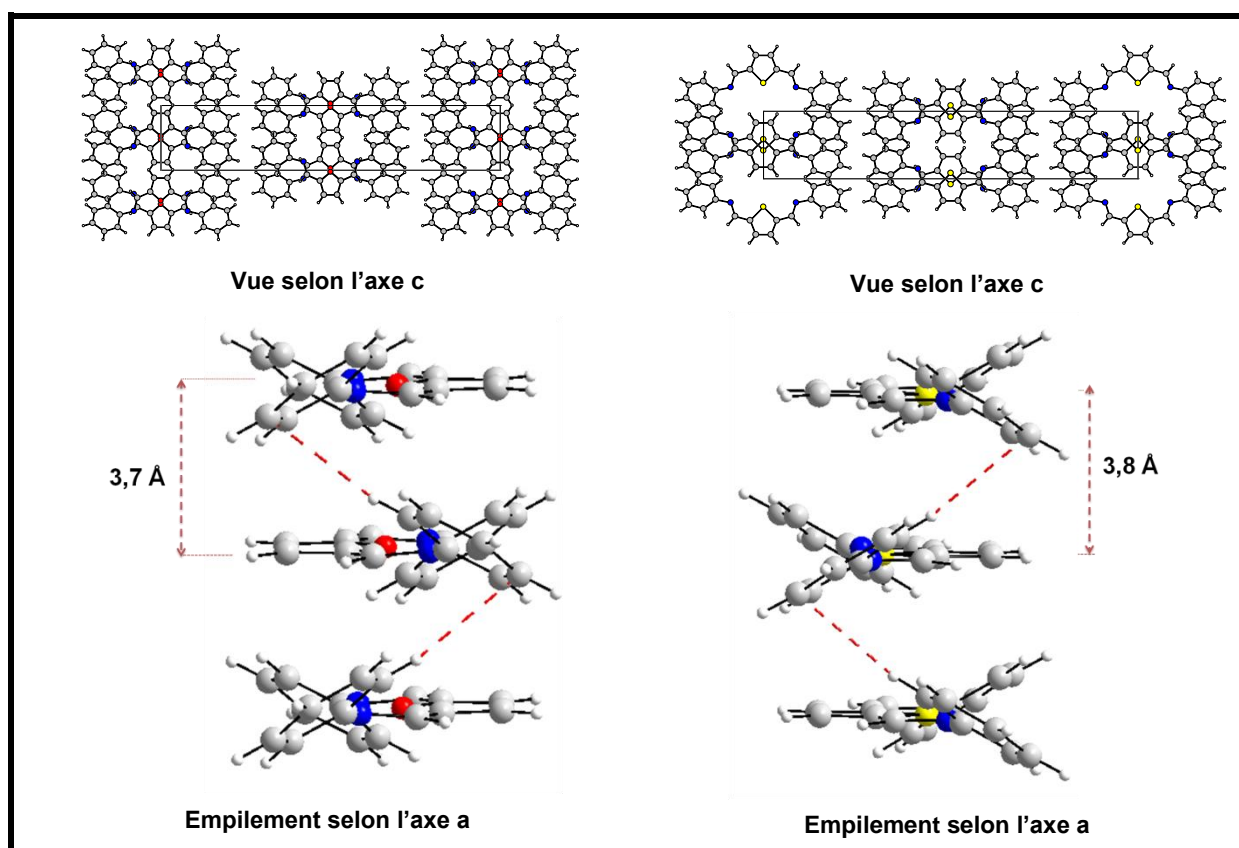 Vue selon l'axe c
Vue selon l'axe c
3,7 Å
3,8 Å
Empilement selon l'axe a
Empilement selon l'axe a